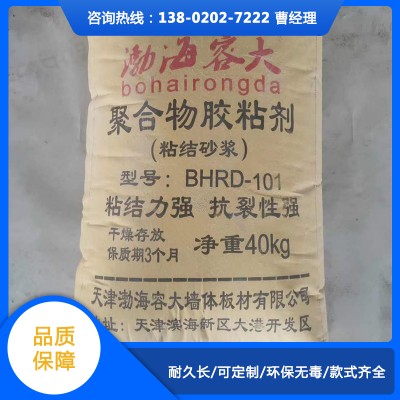 咨询热线：138-0202-7222 曹经理
渤海容大
bohairongda
聚合物胶粘剂
(粘结砂浆)
型号：BHRD-101
粘结力强 抗裂性强
干燥存放
保质期3个月
净重40kg
天津渤海容大墙体板材有限公司
地址：天津滨海新区大港开发区
品质
保障
耐久长/可定制/环保无毒/款式齐全